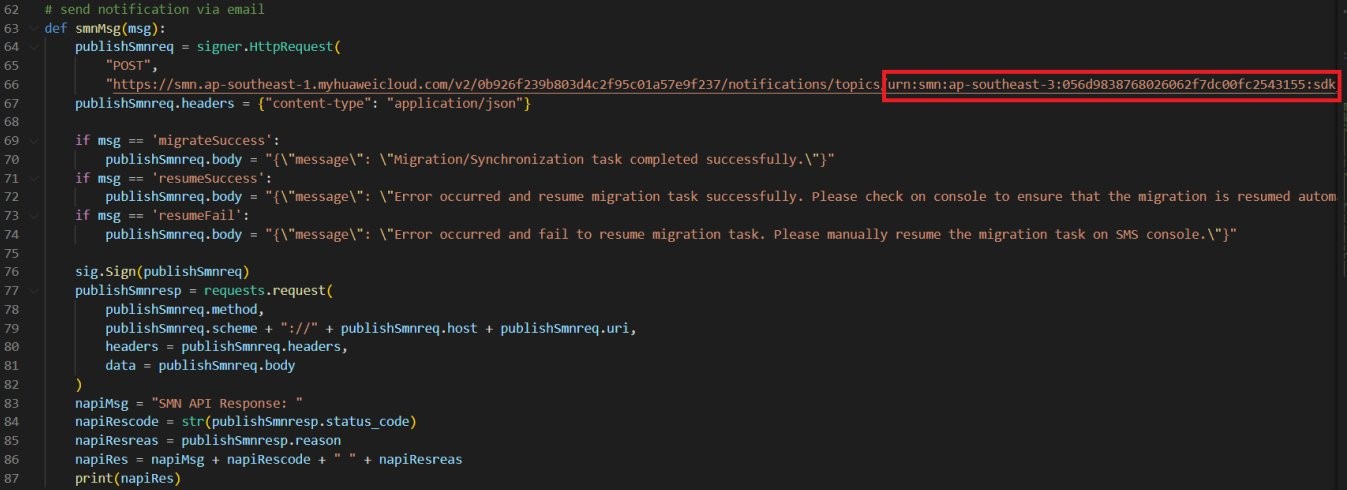 62 # send notification via email
63 def smnMsg(msg):
64     publishSmnreq = signer.HttpRequest(
65         "POST",
66         "https://smn.ap-southeast-1.myhuaweicloud.com/v2/0b926f239b803d4c2f95c01a57e9f237/notifications/topics/urn:smn:ap-southeast-3:056d9838768026062f7dc00fc2543155:sdk
67     publishSmnreq.headers = {"content-type": "application/json"}
68
69     if msg == 'migrateSuccess':
70         publishSmnreq.body = "{\"message\": \"Migration/Synchronization task completed successfully.\"}"
71     if msg == 'resumeSuccess':
72         publishSmnreq.body = "{\"message\": \"Error occurred and resume migration task successfully. Please check on console to ensure that the migration is resumed autom
73     if msg == 'resumeFail':
74         publishSmnreq.body = "{\"message\": \"Error occurred and fail to resume migration task. Please manually resume the migration task on SMS console.\"}"
75
76     sig.Sign(publishSmnreq)
77     publishSmnresp = requests.request(
78         publishSmnreq.method,
79         publishSmnreq.scheme + "://" + publishSmnreq.host + publishSmnreq.uri,
80         headers = publishSmnreq.headers,
81         data = publishSmnreq.body
82     )
83     napiMsg = "SMN API Response: "
84     napiRescode = str(publishSmnresp.status_code)
85     napiResreas = publishSmnresp.reason
86     napiRes = napiMsg + napiRescode + " " + napiResreas
87     print(napiRes)